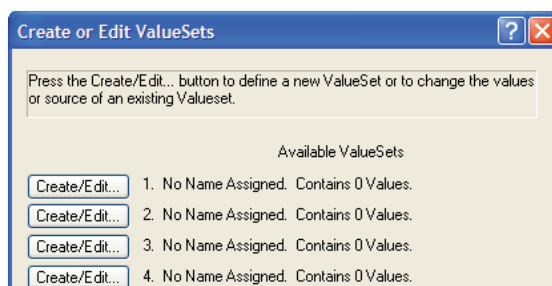 Create or Edit ValueSets
Press the Create/Edit... button to define a new ValueSet or to change the values
or source of an existing Valueset.
Available ValueSets
Create/Edit... 1. No Name Assigned. Contains 0 Values.
Create/Edit... 2. No Name Assigned. Contains 0 Values.
Create/Edit... 3. No Name Assigned. Contains 0 Values.
Create/Edit... 4. No Name Assigned. Contains 0 Values.